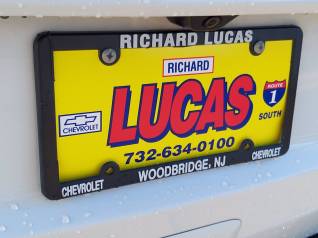 RICHARD LUCAS
RICHARD
LUCAS
CHEVROLET
ROUTE
1
SOUTH
732-634-0100
CHEVROLET
WOODBRIDGE, NJ
CHEVROLET